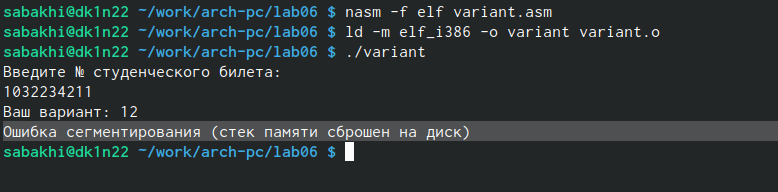 sabakhi@dk1n22 ~/work/arch-pc/lab06 $ nasm -f elf variant.asm
sabakhi@dk1n22 ~/work/arch-pc/lab06 $ ld -m elf_i386 -o variant variant.o
sabakhi@dk1n22 ~/work/arch-pc/lab06 $ ./variant
Введите № студенческого билета:
1032234211
Ваш вариант: 12
Ошибка сегментирования (стек памяти сброшен на диск)
sabakhi@dk1n22 ~/work/arch-pc/lab06 $